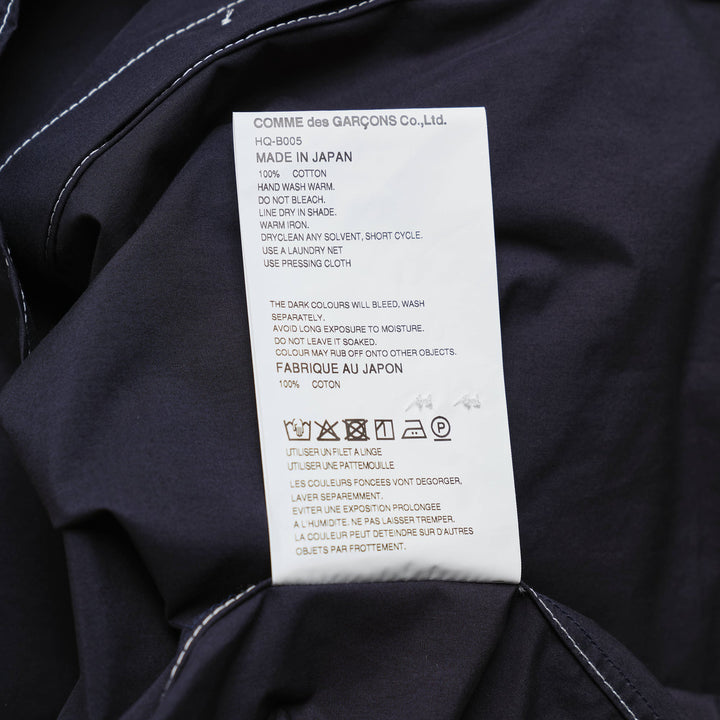 COMME des GARÇONS Co.,Ltd.
HQ-B005
MADE IN JAPAN
100% COTTON
HAND WASH WARM.
DO NOT BLEACH.
LINE DRY IN SHADE.
WARM IRON.
DRYCLEAN ANY SOLVENT, SHORT CYCLE.
USE A LAUNDRY NET
USE PRESSING CLOTH
THE DARK COLOURS WILL BLEED, WASH
SEPARATELY.
AVOID LONG EXPOSURE TO MOISTURE.
DO NOT LEAVE IT SOAKED.
COLOUR MAY RUB OFF ONTO OTHER OBJECTS.
FABRIQUE AU JAPON
100% COTON
P
UTILISER UN FILET A LINGE
UTILISER UNE PATTEMOUILLE
LES COULEURS FONCEES VONT DEGORGER,
LAVER SEPAREMMENT.
EVITER UNE EXPOSITION PROLONGEE
A L'HUMIDITE. NE PAS LAISSER TREMPER.
LA COULEUR PEUT DETEINDRE SUR D'AUTRES
OBJETS PAR FROTTEMENT.